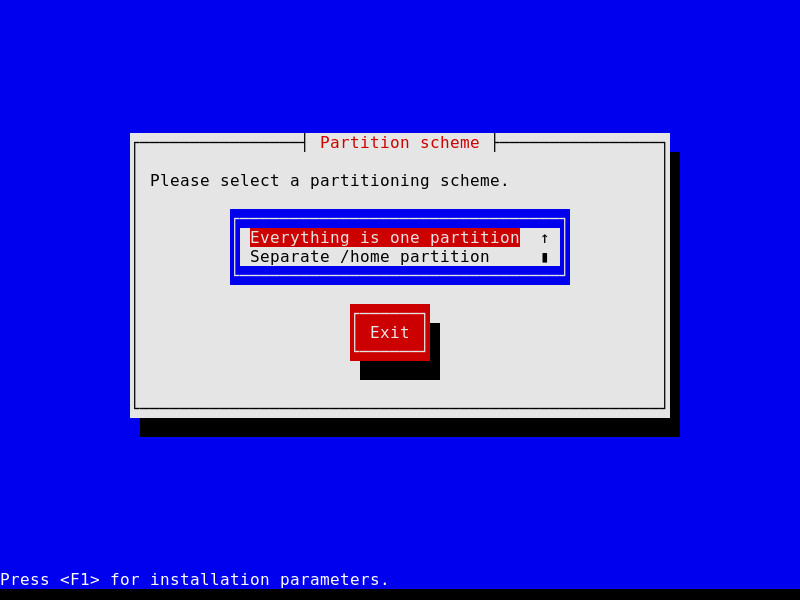 Partition scheme
Please select a partitioning scheme.
Everything is one partition ↑
Separate /home partition ▮
Exit
Press <F1> for installation parameters.